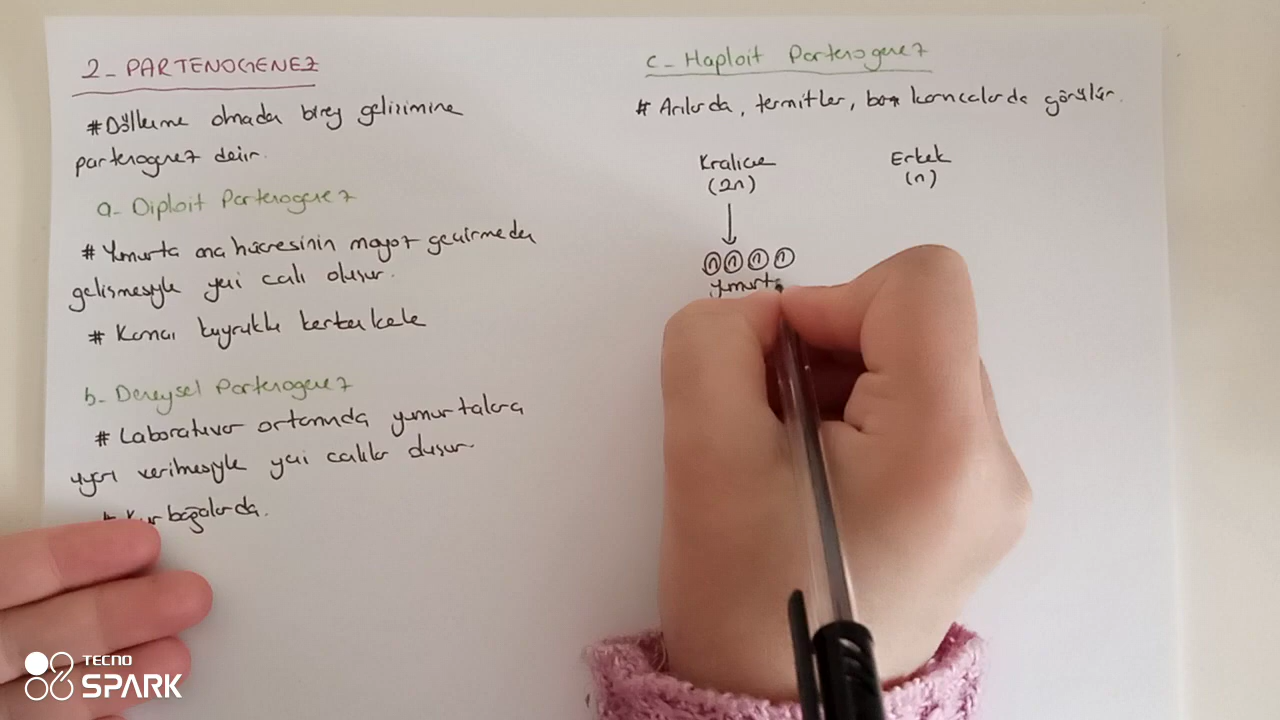 2- PARTENOGENEZ
# Dölleme olmada birey gelişimine
partenogenez denir.
a- Diploit Partenogenez
# Yumurta ana hücresinin mayoz geçirmeden
gelişmesiyle yeni canlı oluşur.
# Kamçı kuyruklu kertenkele
b- Deneysel Partenogenez
# Laboratuvar ortamında yumurtalara
uyarı verilmesiyle yeni canlılar oluşur.
# Kurbağalarda.
c- Haploit Partenogenez
# Arılarda, termitler, bazı karıncalarda görülür.
Kraliçe
(2n)
Erkek
(n)
n n n n
yumurta
TECNO
SPARK